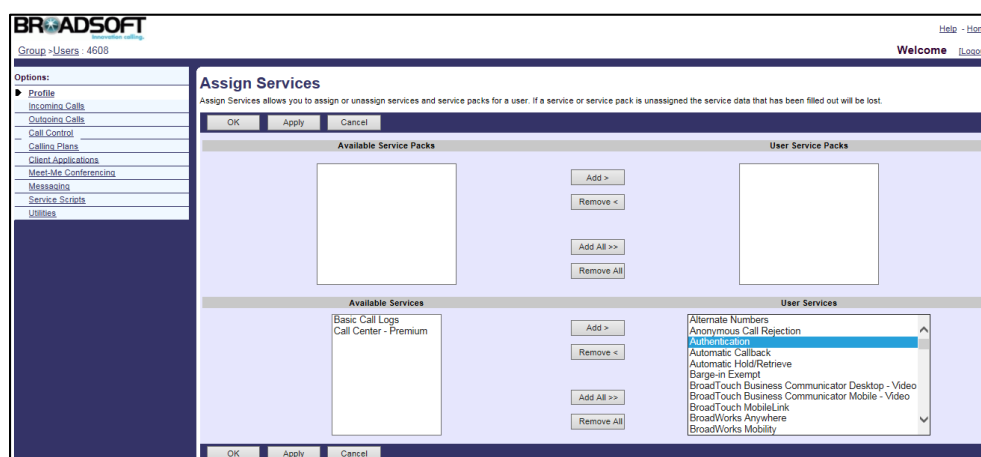 BROADSOFT
innovation calling.
Help - Hom
Group >Users : 4608
Welcome [Logou
Options:
Profile
Incoming Calls
Outgoing Calls
Call Control
Calling Plans
Client Applications
Meet-Me Conferencing
Messaging
Service Scripts
Utilities
Assign Services
Assign Services allows you to assign or unassign services and service packs for a user. If a service or service pack is unassigned the service data that has been filled out will be lost.
OK Apply Cancel
Available Service Packs User Service Packs
Add >
Remove <
Add All >>
Remove All
Available Services User Services
Basic Call Logs
Call Center - Premium
Add >
Remove <
Add All >>
Remove All
Alternate Numbers
Anonymous Call Rejection
Authentication
Automatic Callback
Automatic Hold/Retrieve
Barge-in Exempt
BroadTouch Business Communicator Desktop - Video
BroadTouch Business Communicator Mobile - Video
BroadTouch MobileLink
BroadWorks Anywhere
BroadWorks Mobility
OK Apply Cancel